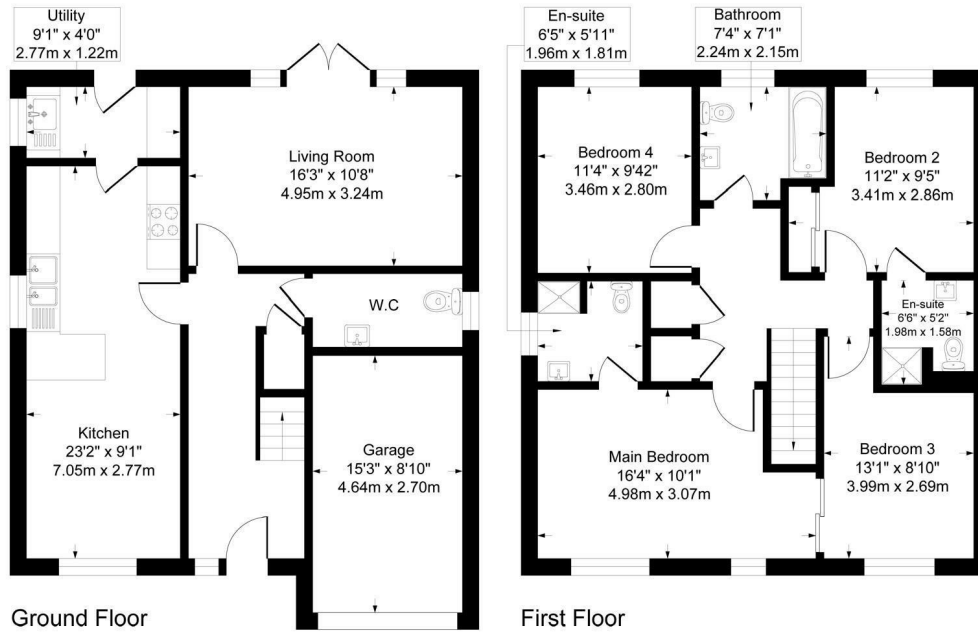 Utility
9'1" x 4'0"
2.77m x 1.22m
Living Room
16'3" x 10'8"
4.95m x 3.24m
W.C
Kitchen
23'2" x 9'1"
7.05m x 2.77m
Garage
15'3" x 8'10"
4.64m x 2.70m
Ground Floor
En-suite
6'5" x 5'11"
1.96m x 1.81m
Bathroom
7'4" x 7'1"
2.24m x 2.15m
Bedroom 4
11'4" x 9'42"
3.46m x 2.80m
Bedroom 2
11'2" x 9'5"
3.41m x 2.86m
En-suite
6'6" x 5'2"
1.98m x 1.58m
Main Bedroom
16'4" x 10'1"
4.98m x 3.07m
Bedroom 3
13'1" x 8'10"
3.99m x 2.69m
First Floor